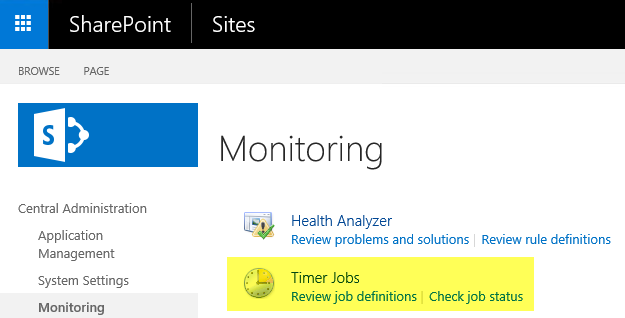 SharePoint Sites
BROWSE PAGE
S
Monitoring
Central Administration
Application
Management
System Settings
Monitoring
Health Analyzer
Review problems and solutions | Review rule definitions
Timer Jobs
Review job definitions | Check job status